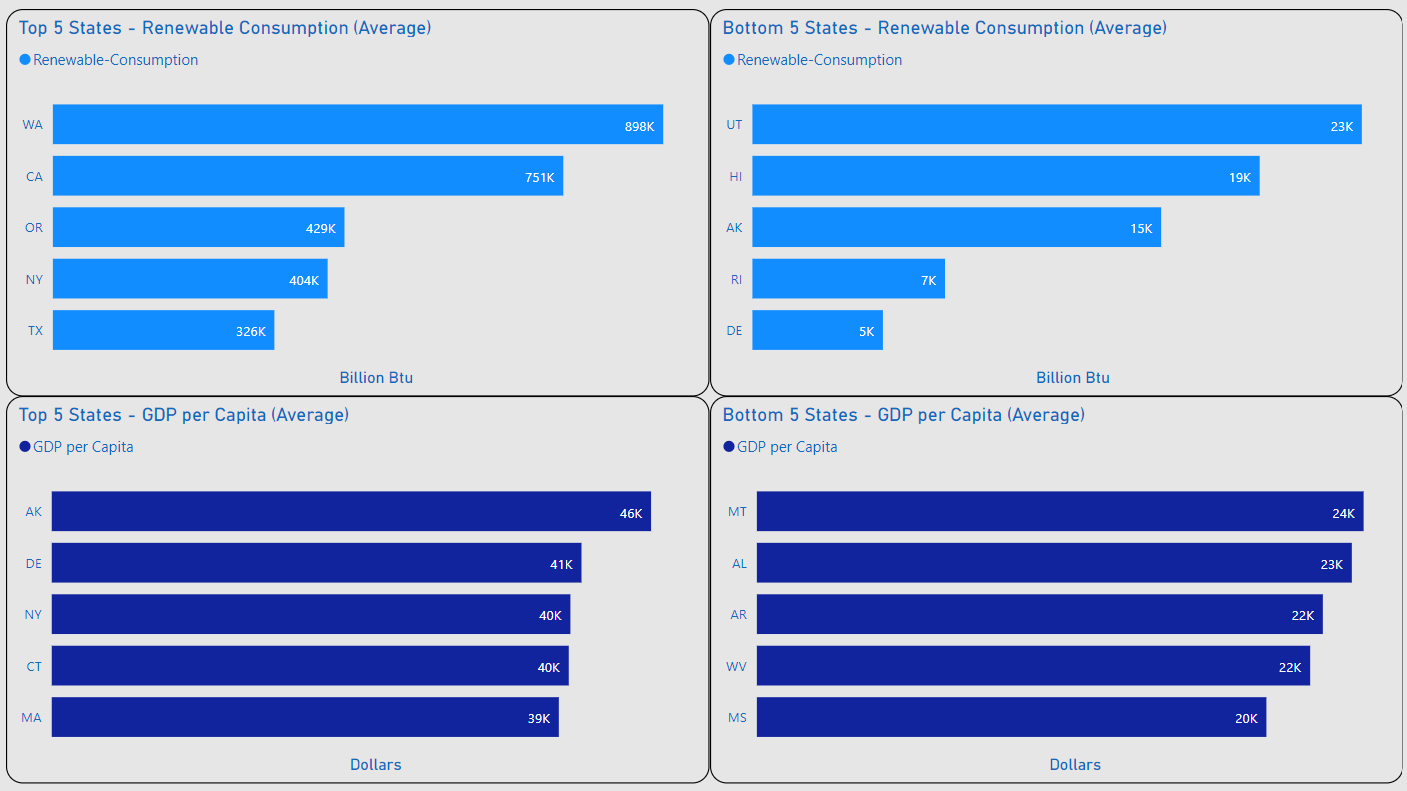 Top 5 States - Renewable Consumption (Average)
Renewable-Consumption
WA 898K
CA 751K
OR 429K
NY 404K
TX 326K
Billion Btu
Bottom 5 States - Renewable Consumption (Average)
Renewable-Consumption
UT 23K
HI 19K
AK 15K
RI 7K
DE 5K
Billion Btu
Top 5 States - GDP per Capita (Average)
GDP per Capita
AK 46K
DE 41K
NY 40K
CT 40K
MA 39K
Dollars
Bottom 5 States - GDP per Capita (Average)
GDP per Capita
MT 24K
AL 23K
AR 22K
WV 22K
MS 20K
Dollars